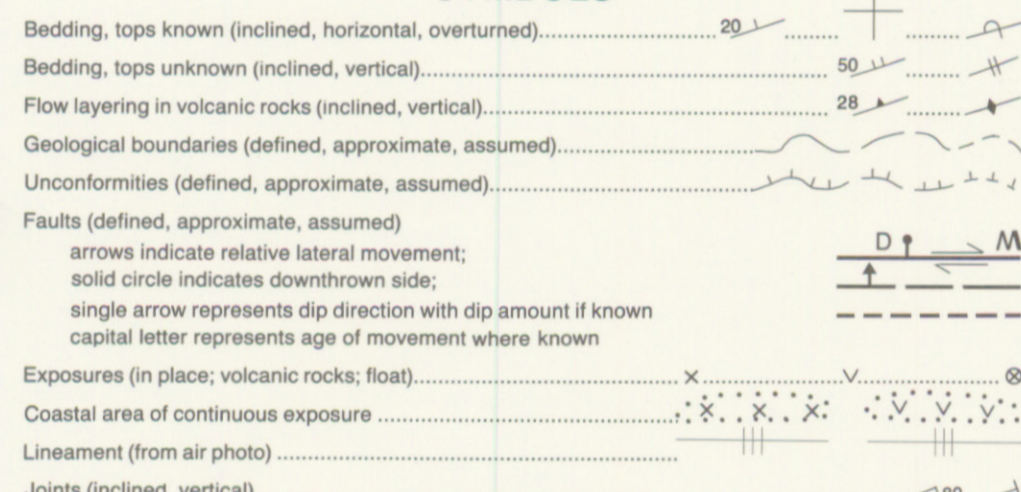 Bedding, tops known (inclined, horizontal, overturned)........................................ 20 ......... .........
Bedding, tops unknown (inclined, vertical)........................................ 50 .........
Flow layering in volcanic rocks (inclined, vertical)........................................ 28 .........
Geological boundaries (defined, approximate, assumed)........................................
Unconformities (defined, approximate, assumed)........................................
Faults (defined, approximate, assumed)
arrows indicate relative lateral movement; D M
solid circle indicates downthrown side;
single arrow represents dip direction with dip amount if known
capital letter represents age of movement where known
Exposures (in place; volcanic rocks; float)........................................ x ......... v ......... ⊗
Coastal area of continuous exposure ........................................
Lineament (from air photo) ........................................
Joints (inclined, vertical)